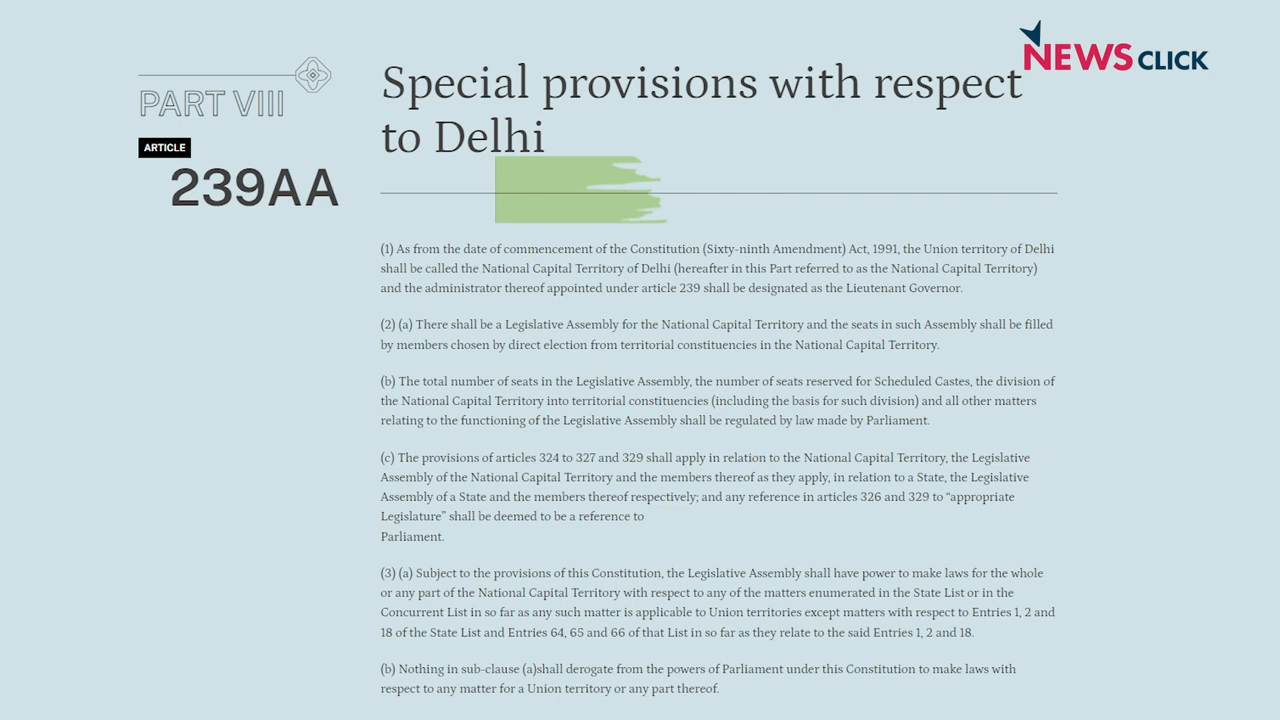 NEWS CLICK
PART VIII
ARTICLE
239AA
Special provisions with respect
to Delhi
(1) As from the date of commencement of the Constitution (Sixty-ninth Amendment) Act, 1991, the Union territory of Delhi
shall be called the National Capital Territory of Delhi (hereafter in this Part referred to as the National Capital Territory)
and the administrator thereof appointed under article 239 shall be designated as the Lieutenant Governor.
(2) (a) There shall be a Legislative Assembly for the National Capital Territory and the seats in such Assembly shall be filled
by members chosen by direct election from territorial constituencies in the National Capital Territory.
(b) The total number of seats in the Legislative Assembly, the number of seats reserved for Scheduled Castes, the division of
the National Capital Territory into territorial constituencies (including the basis for such division) and all other matters
relating to the functioning of the Legislative Assembly shall be regulated by law made by Parliament.
(c) The provisions of articles 324 to 327 and 329 shall apply in relation to the National Capital Territory, the Legislative
Assembly of the National Capital Territory and the members thereof as they apply, in relation to a State, the Legislative
Assembly of a State and the members thereof respectively; and any reference in articles 326 and 329 to “appropriate
Legislature” shall be deemed to be a reference to
Parliament.
(3) (a) Subject to the provisions of this Constitution, the Legislative Assembly shall have power to make laws for the whole
or any part of the National Capital Territory with respect to any of the matters enumerated in the State List or in the
Concurrent List in so far as any such matter is applicable to Union territories except matters with respect to Entries 1, 2 and
18 of the State List and Entries 64, 65 and 66 of that List in so far as they relate to the said Entries 1, 2 and 18.
(b) Nothing in sub-clause (a)shall derogate from the powers of Parliament under this Constitution to make laws with
respect to any matter for a Union territory or any part thereof.